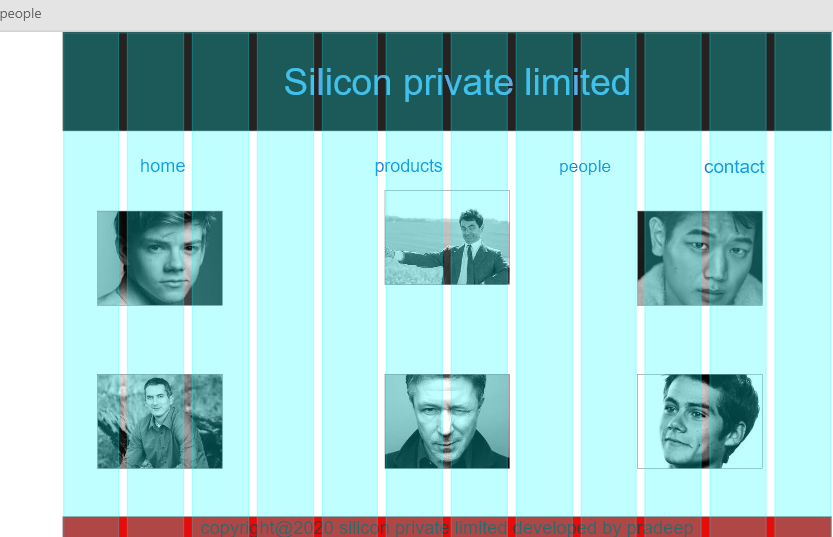 people
Silicon private limited
home products people contact
copyright@2020 silicon private limited developed by pradeep